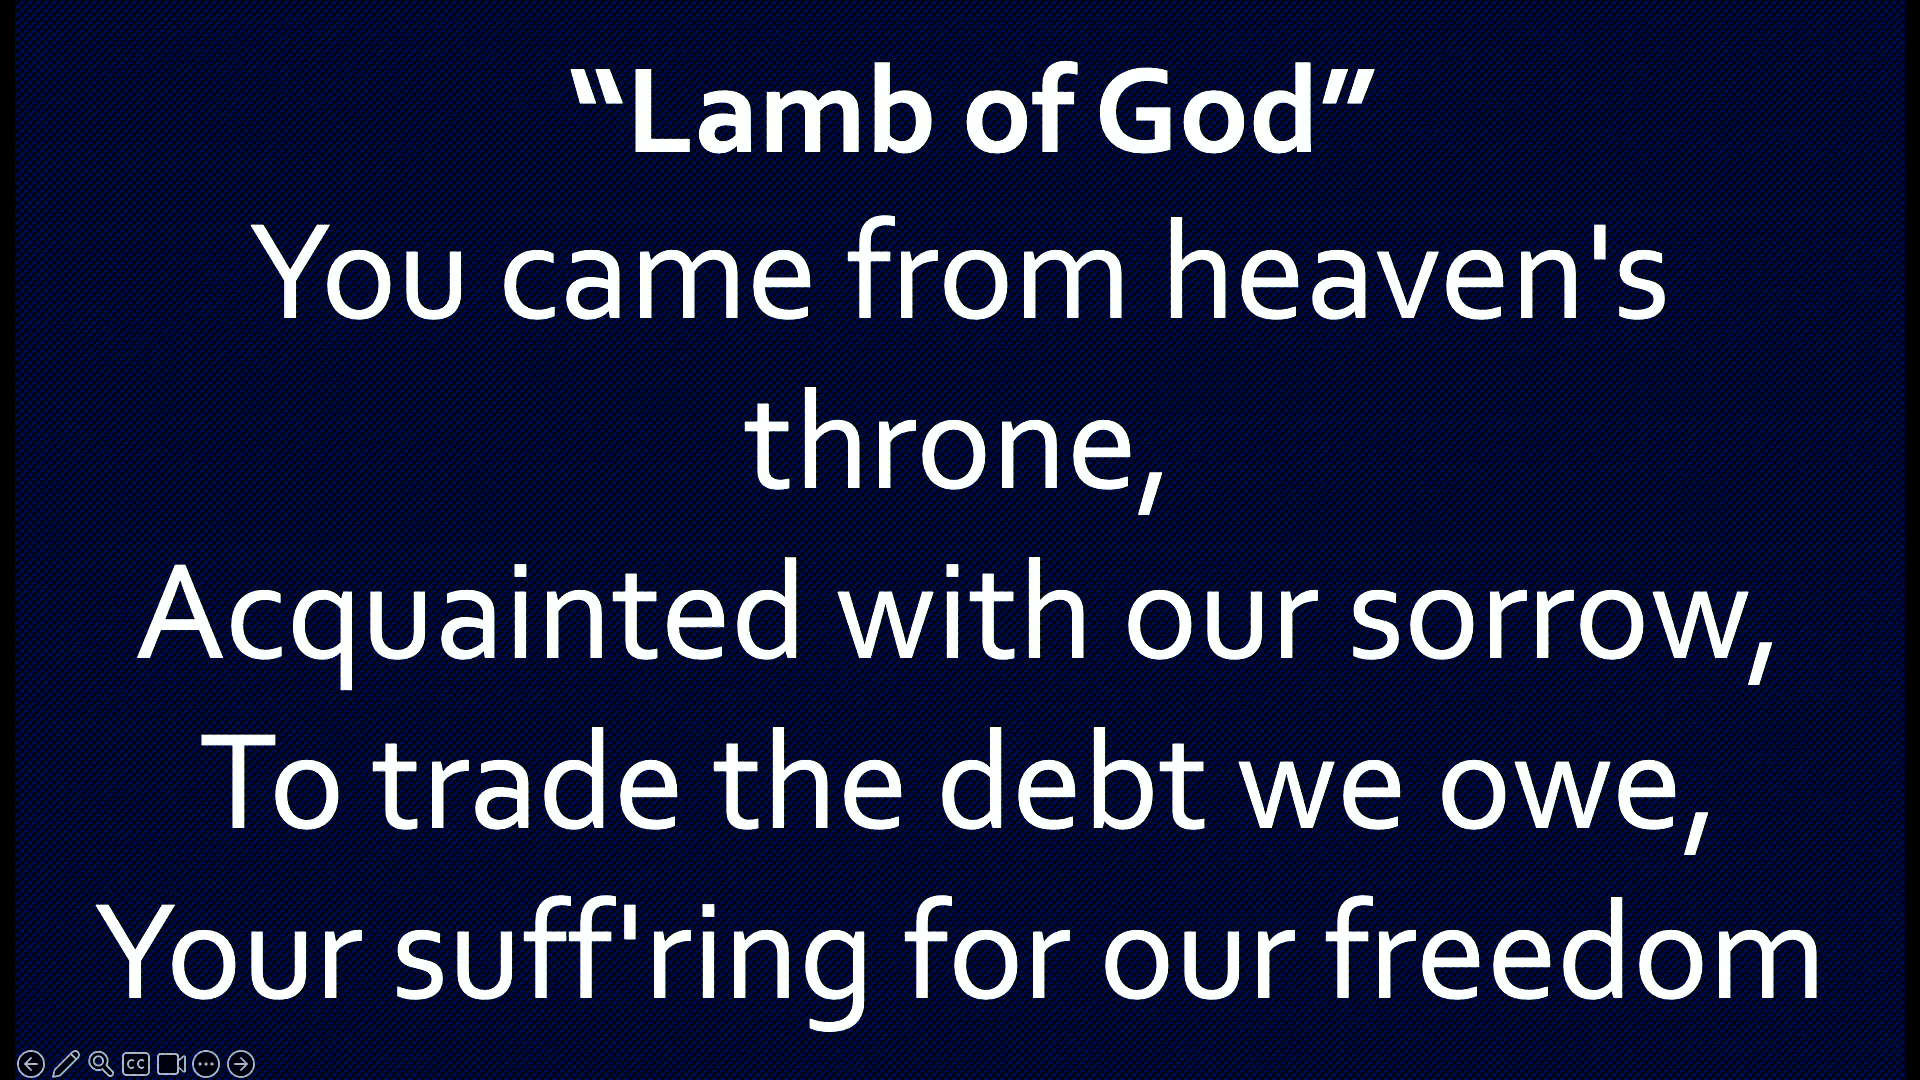 “Lamb of God”
You came from heaven's
throne,
Acquainted with our sorrow,
To trade the debt we owe,
Your suff'ring for our freedom
CC